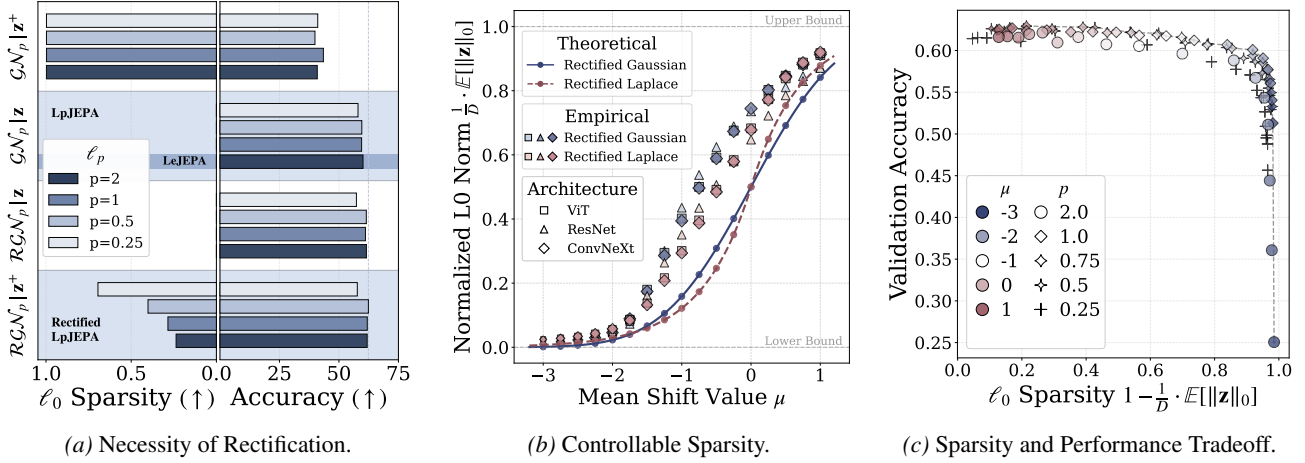 𝓖𝓝ₚ | 𝐳⁺
𝓖𝓝ₚ | 𝐳
𝓡𝓖𝓝ₚ | 𝐳
𝓡𝓖𝓝ₚ | 𝐳⁺
LpJEPA
LeJEPA
ℓₚ
p=2
p=1
p=0.5
p=0.25
Rectified
LpJEPA
1.0 0.5 0.0 0 25 50 75
ℓ₀ Sparsity (↑) Accuracy (↑)
(a) Necessity of Rectification.
Normalized L0 Norm 1/D · 𝔼[‖𝐳‖₀]
1.0
0.8
0.6
0.4
0.2
0.0
Upper Bound
Theoretical
Rectified Gaussian
Rectified Laplace
Empirical
Rectified Gaussian
Rectified Laplace
Architecture
ViT
ResNet
ConvNeXt
Lower Bound
−3 −2 −1 0 1
Mean Shift Value μ
(b) Controllable Sparsity.
Validation Accuracy
0.60
0.55
0.50
0.45
0.40
0.35
0.30
0.25
μ p
-3 2.0
-2 1.0
-1 0.75
0 0.5
1 0.25
0.0 0.2 0.4 0.6 0.8 1.0
ℓ₀ Sparsity 1 − 1/D · 𝔼[‖𝐳‖₀]
(c) Sparsity and Performance Tradeoff.